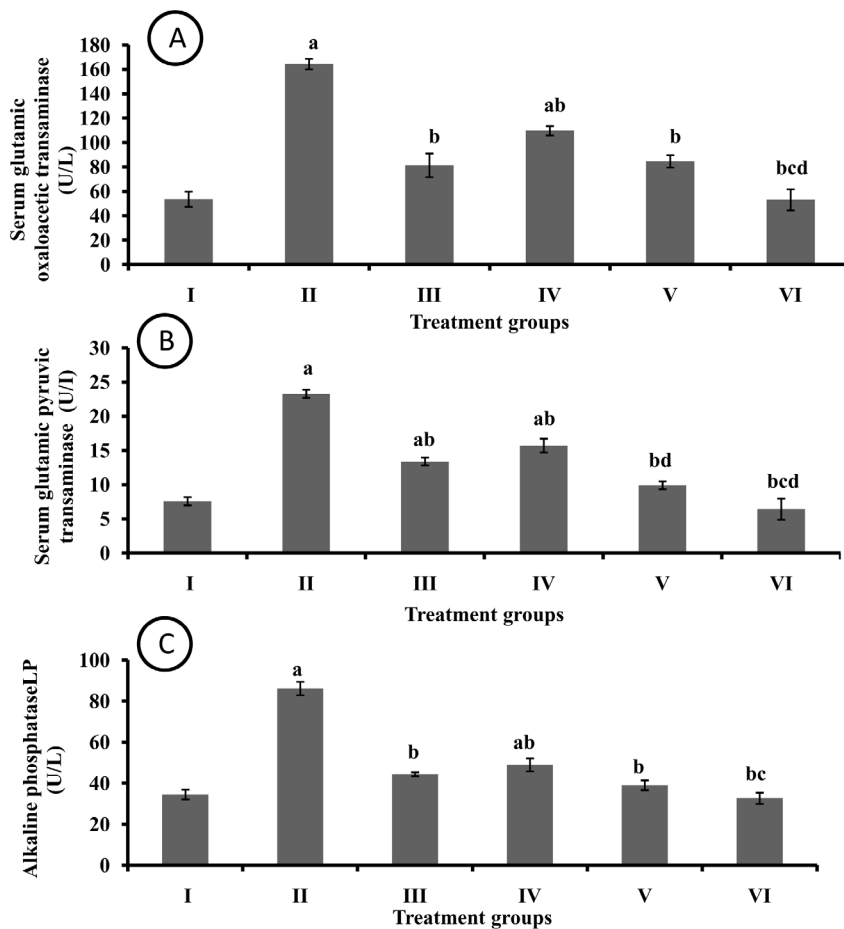 A
Serum glutamic
oxaloacetic transaminase
(U/L)
180
160
140
120
100
80
60
40
20
0
a
b
ab
b
bcd
I II III IV V VI
Treatment groups
B
Serum glutamic pyruvic
transaminase (U/I)
30
25
20
15
10
5
0
a
ab
ab
bd
bcd
I II III IV V VI
Treatment groups
C
Alkaline phosphataseLP
(U/L)
100
80
60
40
20
0
a
b
ab
b
bc
I II III IV V VI
Treatment groups